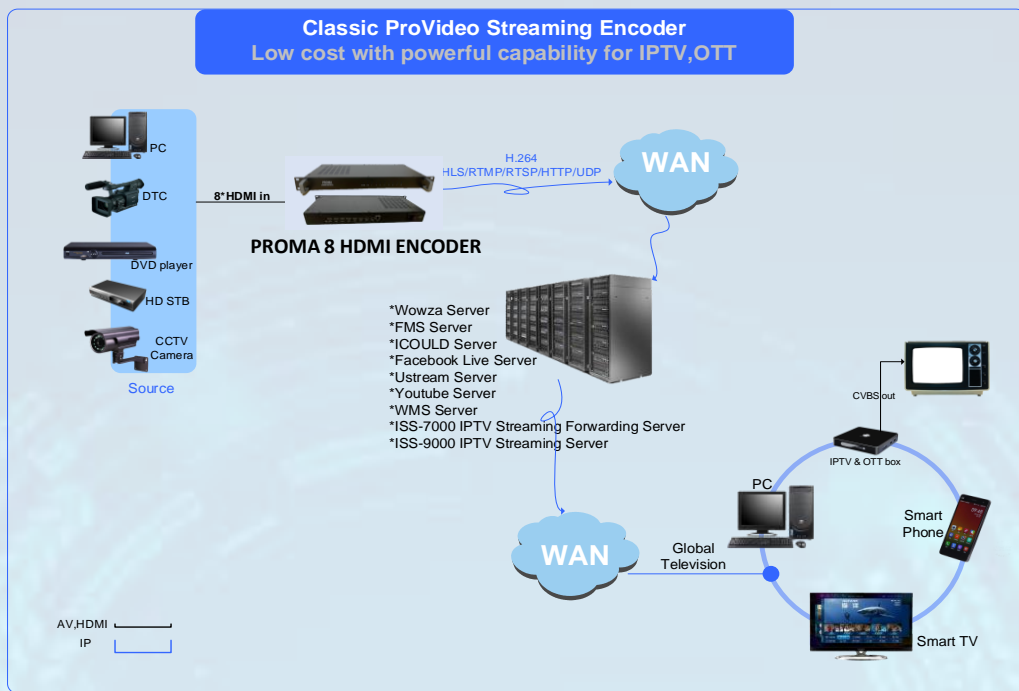 Classic ProVideo Streaming Encoder
Low cost with powerful capability for IPTV,OTT
PC
DTC
DVD player
HD STB
CCTV
Camera
Source
8*HDMI in
PROMA 8 HDMI ENCODER
H.264
HLS/RTMP/RTSP/HTTP/UDP
WAN
*Wowza Server
*FMS Server
*ICOULD Server
*Facebook Live Server
*Ustream Server
*Youtube Server
*WMS Server
*ISS-7000 IPTV Streaming Forwarding Server
*ISS-9000 IPTV Streaming Server
WAN
Global
Television
CVBS out
IPTV & OTT box
PC
Smart
Phone
Smart TV
AV,HDMI
IP